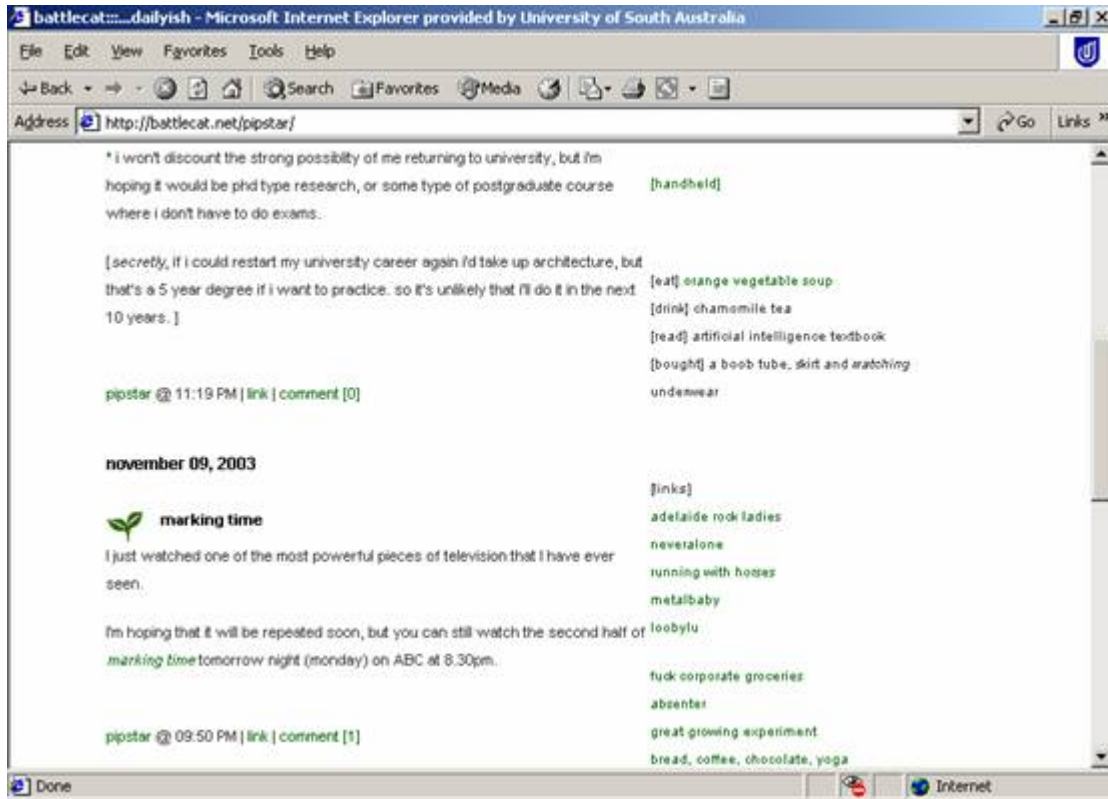 battlecat:::...dailyish - Microsoft Internet Explorer provided by University of South Australia
File Edit View Favorites Tools Help
Back Search Favorites Media
Address http://battlecat.net/pipstar/ Go Links »
* i won't discount the strong possiblity of me returning to university, but i'm
hoping it would be phd type research, or some type of postgraduate course
where i don't have to do exams.
[secretly, if i could restart my university career again i'd take up architecture, but
that's a 5 year degree if i want to practice. so it's unlikely that i'll do it in the next
10 years. ]
pipstar @ 11:19 PM | link | comment [0]
november 09, 2003
marking time
I just watched one of the most powerful pieces of television that I have ever
seen.
I'm hoping that it will be repeated soon, but you can still watch the second half of
marking time tomorrow night (monday) on ABC at 8.30pm.
pipstar @ 09:50 PM | link | comment [1]
[handheld]
[eat] orange vegetable soup
[drink] chamomile tea
[read] artificial intelligence textbook
[bought] a boob tube, skirt and matching
underwear
[links]
adelaide rock ladies
neveralone
running with horses
metalbaby
loobylu
fuck corporate groceries
absenter
great growing experiment
bread, coffee, chocolate, yoga
Done Internet